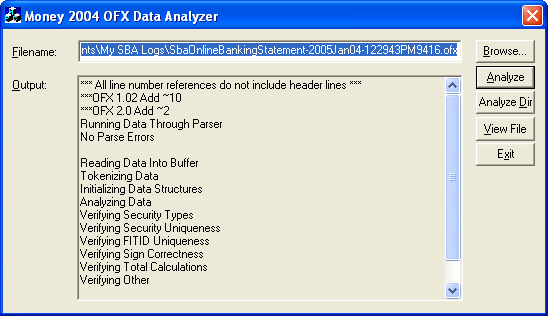 Money 2004 OFX Data Analyzer
Filename:
nts\My SBA Logs\SbaOnlineBankingStatement-2005Jan04-122943PM9416.ofx
Browse...
Analyze
Output:
*** All line number references do not include header lines ***
***OFX 1.02 Add ~10
***OFX 2.0 Add ~2
Running Data Through Parser
No Parse Errors
Reading Data Into Buffer
Tokenizing Data
Initializing Data Structures
Analyzing Data
Verifying Security Types
Verifying Security Uniqueness
Verifying FITID Uniqueness
Verifying Sign Correctness
Verifying Total Calculations
Verifying Other
Analyze Dir
View File
Exit